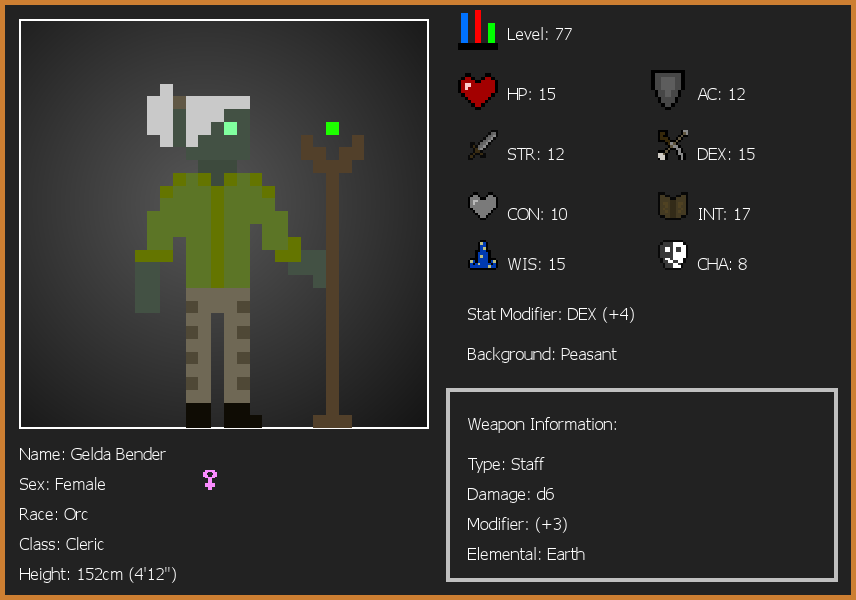 Level: 77
HP: 15
AC: 12
STR: 12
DEX: 15
CON: 10
INT: 17
WIS: 15
CHA: 8
Stat Modifier: DEX (+4)
Background: Peasant
Weapon Information:
Type: Staff
Damage: d6
Modifier: (+3)
Elemental: Earth
Name: Gelda Bender
Sex: Female
Race: Orc
Class: Cleric
Height: 152cm (4'12")